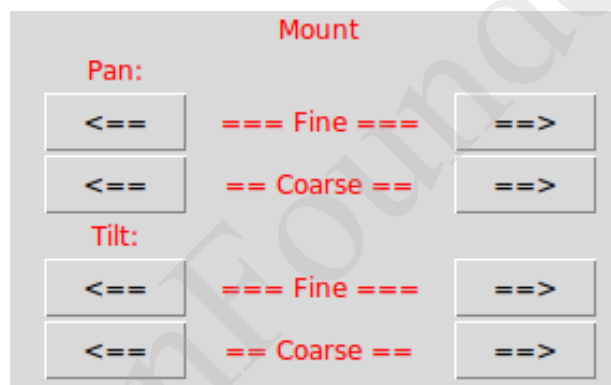 Mount
Pan:
<== === Fine === ==>
<== == Coarse == ==>
Tilt:
<== === Fine === ==>
<== == Coarse == ==>